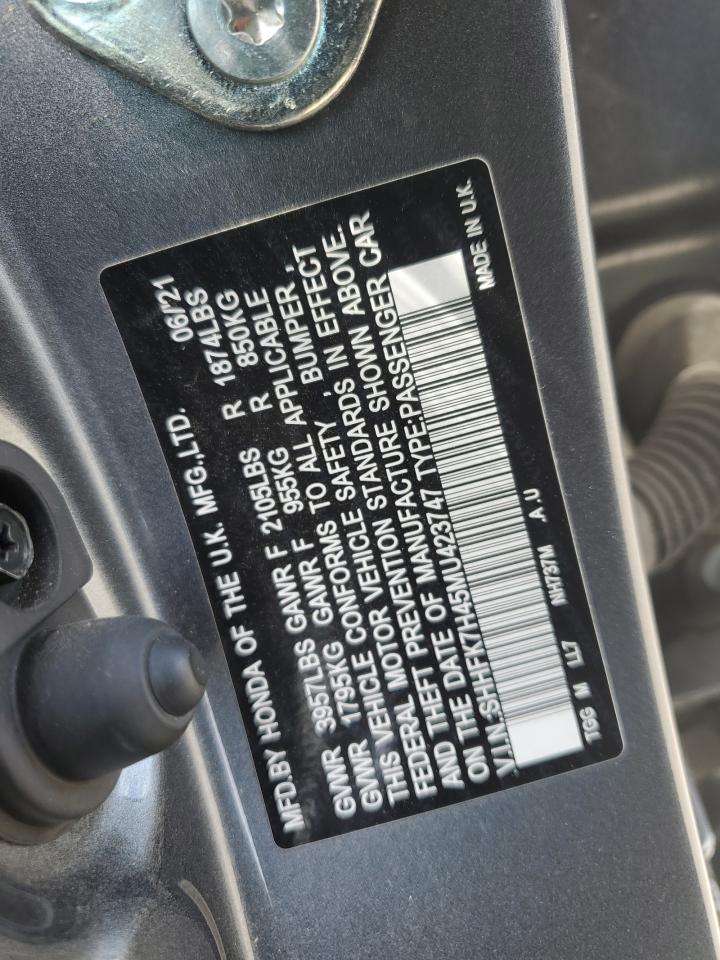 MFD.BY HONDA OF THE U.K. MFG.,LTD. 06/21
GVWR 3957LBS GAWR F 2105LBS R 1874LBS
GVWR 1795KG GAWR F 955KG R 850KG
THIS VEHICLE CONFORMS TO ALL APPLICABLE
FEDERAL MOTOR VEHICLE SAFETY , BUMPER ,
AND THEFT PREVENTION STANDARDS IN EFFECT
ON THE DATE OF MANUFACTURE SHOWN ABOVE.
V.I.N.:SHHFK7H45MU423747 TYPE:PASSENGER CAR
TGG M LL7 NH737M .A.U MADE IN U.K.